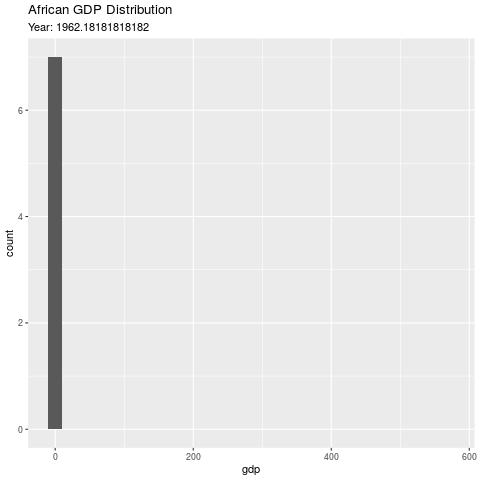 African GDP Distribution
Year: 1962.18181818182
6
4
2
0
count
0 200 400 600
gdp